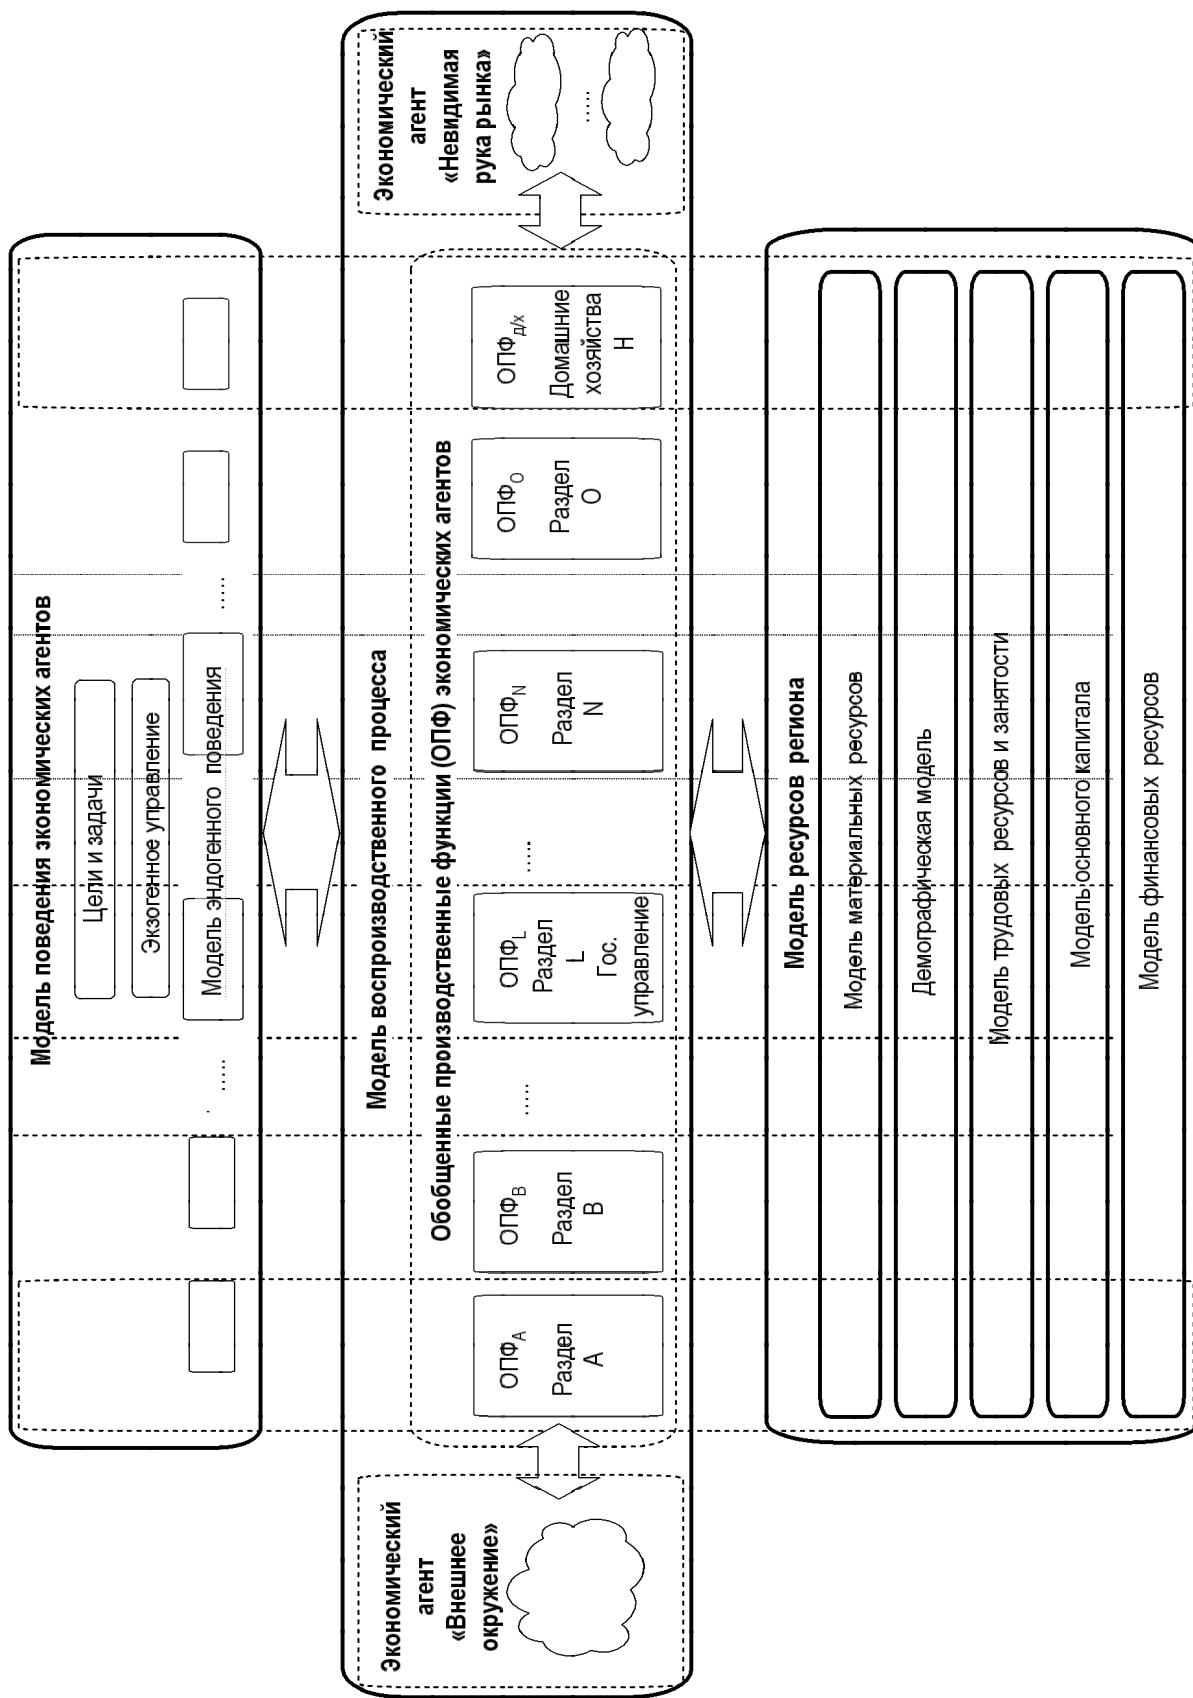 Модель поведения экономических агентов
Цели и задачи
Экзогенное управление
Модель эндогенного поведения
.....
.....
Модель воспроизводственного процесса
Экономический
агент
«Внешнее
окружение»
Обобщенные производственные функции (ОПФ) экономических агентов
ОПФA
Раздел
A
ОПФB
Раздел
B
.....
ОПФL
Раздел
L
Гос.
управление
.....
ОПФN
Раздел
N
ОПФO
Раздел
O
ОПФд/х
Домашние
хозяйства
Н
Экономический
агент
«Невидимая
рука рынка»
.....
Модель ресурсов региона
Модель материальных ресурсов
Демографическая модель
Модель трудовых ресурсов и занятости
Модель основного капитала
Модель финансовых ресурсов